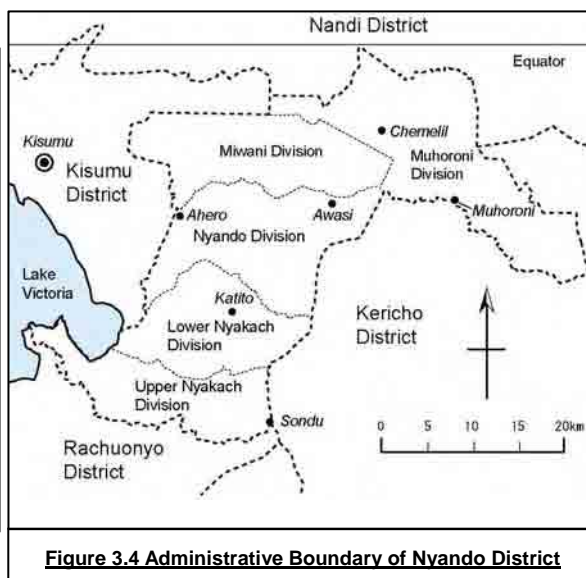 Nandi District
Equator
Kisumu
Chemelil
Kisumu
District
Miwani Division
Muhoroni
Division
Ahero
Awasi
Muhoroni
Nyando Division
Lake
Victoria
Katito
Lower Nyakach
Division
Kericho
District
Upper Nyakach
Division
Sondu
Rachuonyo
District
0 5 10 15 20km
Figure 3.4 Administrative Boundary of Nyando District